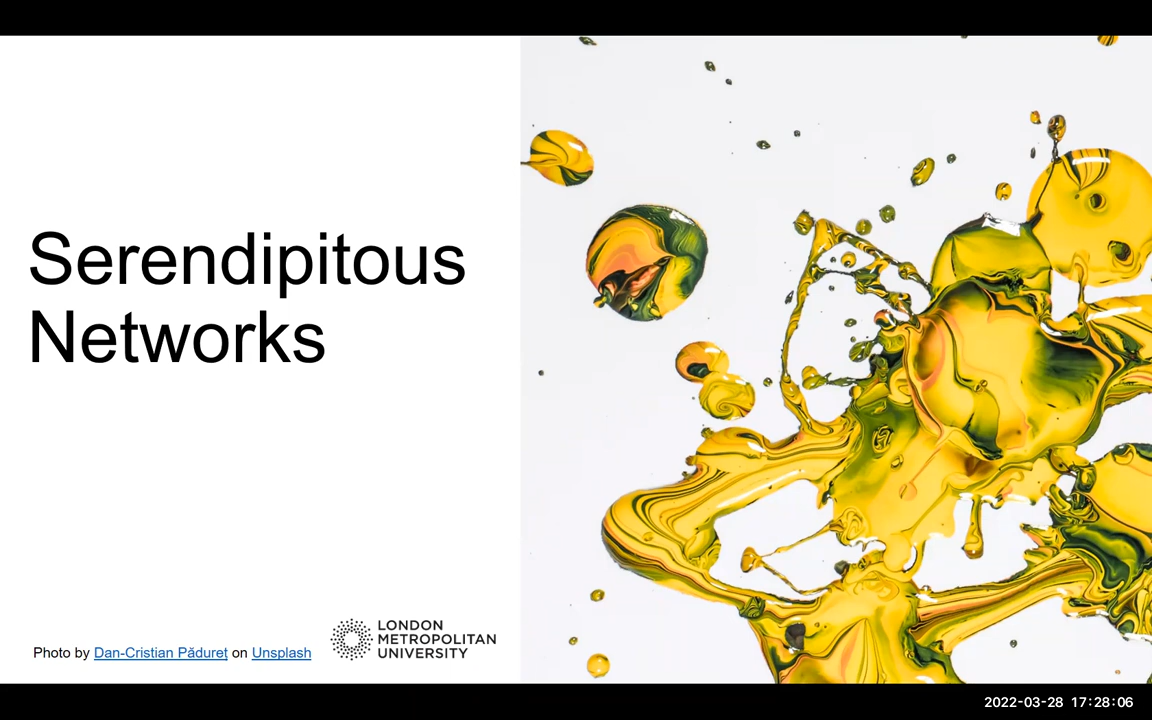 Serendipitous
Networks
Photo by Dan-Cristian Pădureț on Unsplash
LONDON
METROPOLITAN
UNIVERSITY
2022-03-28 17:28:06